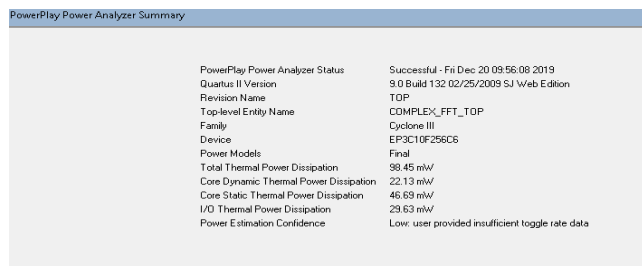 PowerPlay Power Analyzer Summary
PowerPlay Power Analyzer Status Successful - Fri Dec 20 09:56:08 2019
Quartus II Version 9.0 Build 132 02/25/2009 SJ Web Edition
Revision Name TOP
Top-level Entity Name COMPLEX_FFT_TOP
Family Cyclone III
Device EP3C10F256C6
Power Models Final
Total Thermal Power Dissipation 98.45 mW
Core Dynamic Thermal Power Dissipation 22.13 mW
Core Static Thermal Power Dissipation 46.69 mW
I/O Thermal Power Dissipation 29.63 mW
Power Estimation Confidence Low: user provided insufficient toggle rate data